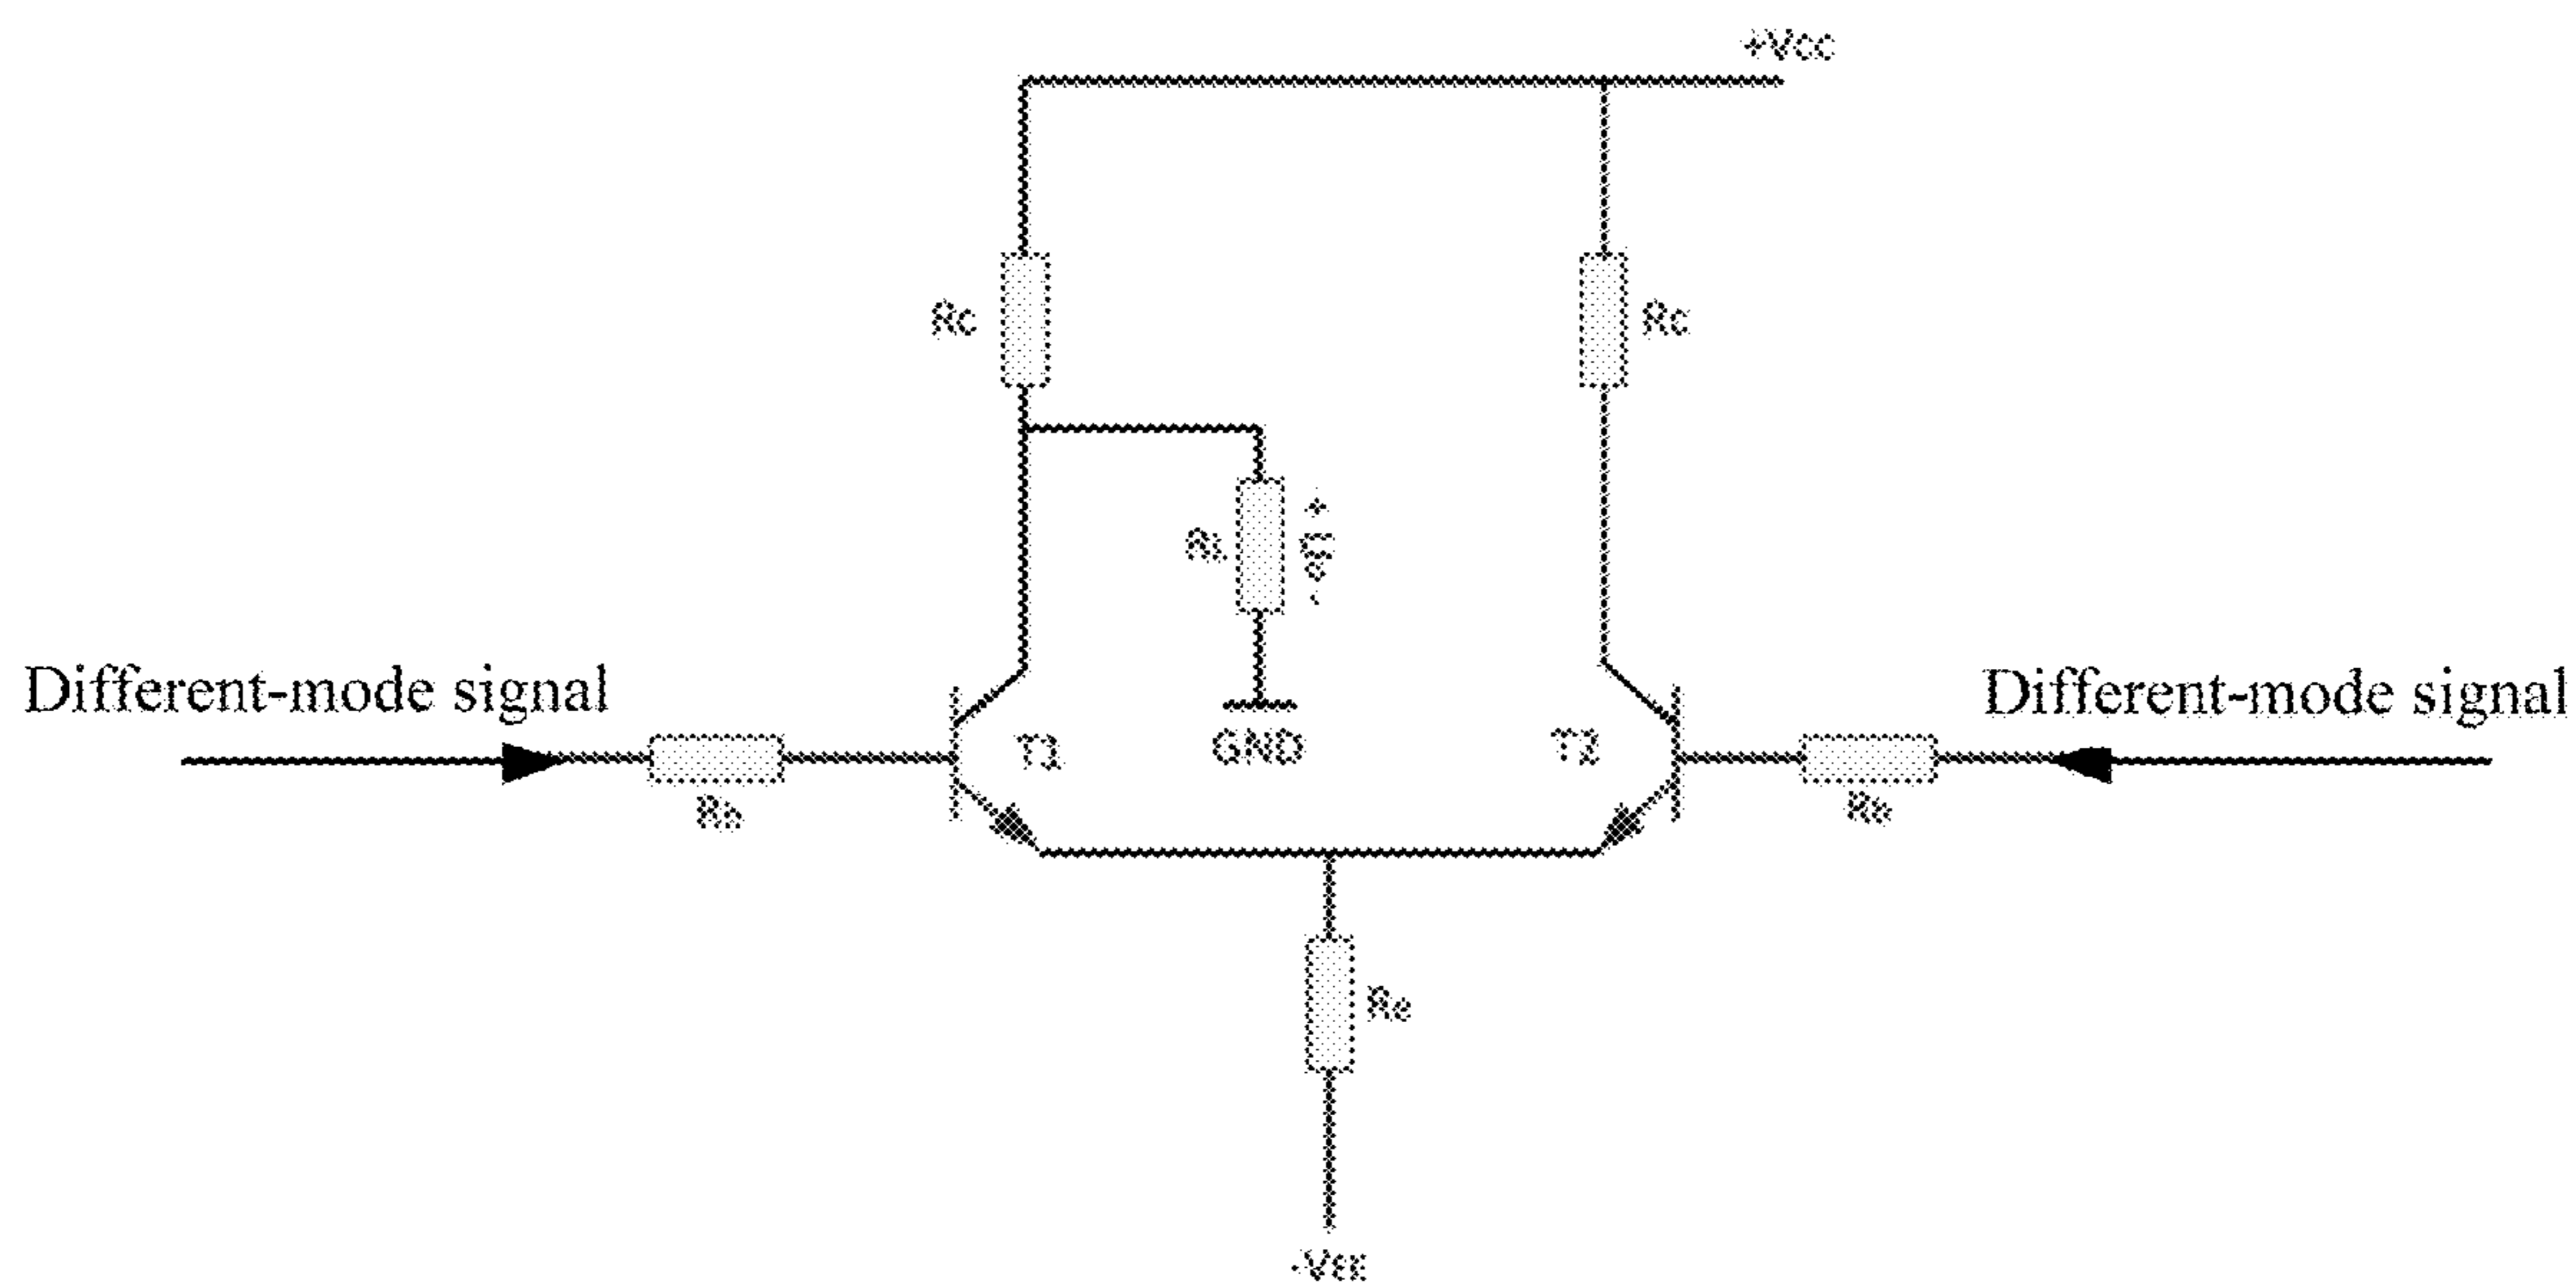 +VCC
Rc
Rc
RL
+
-
Different-mode signal
Different-mode signal
T1
GND
T2
Rb
Rb
Re
-VEE